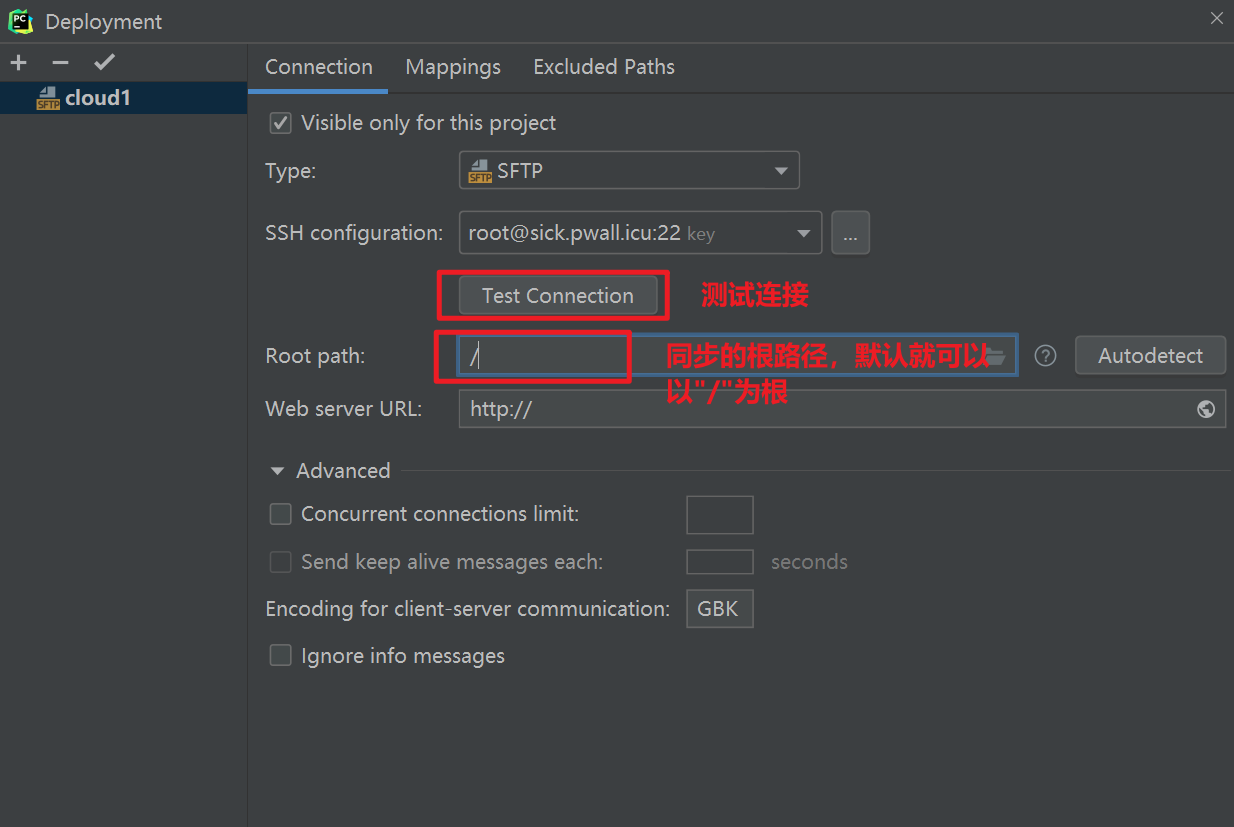 PC Deployment
cloud1
Connection Mappings Excluded Paths
Visible only for this project
Type: SFTP SFTP
SSH configuration: root@sick.pwall.icu:22 key ...
Test Connection 测试连接
Root path: / 同步的根路径，默认就可以 ? Autodetect
以"/"为根
Web server URL: http://
Advanced
Concurrent connections limit:
Send keep alive messages each: seconds
Encoding for client-server communication: GBK
Ignore info messages